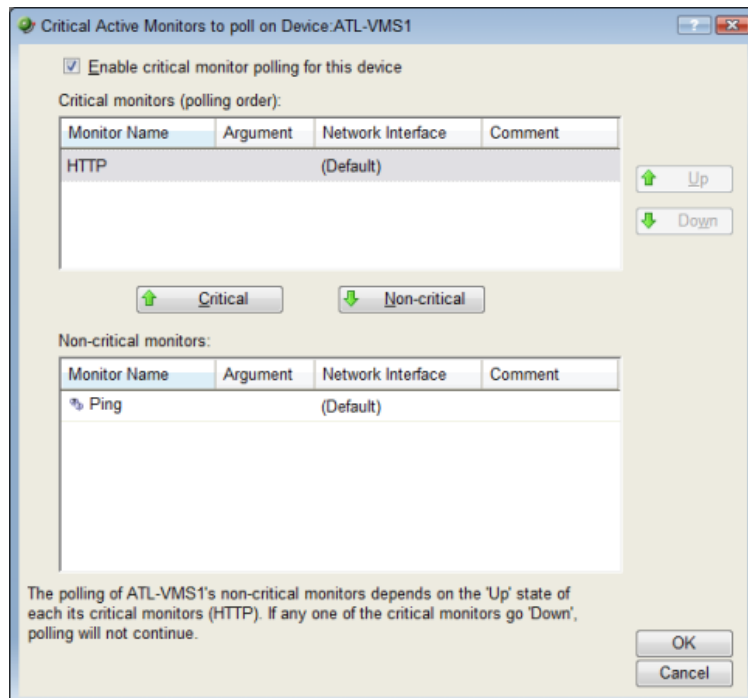 Critical Active Monitors to poll on Device:ATL-VMS1
?
Enable critical monitor polling for this device
Critical monitors (polling order):
Monitor Name Argument Network Interface Comment
HTTP (Default)
Up
Down
Critical Non-critical
Non-critical monitors:
Monitor Name Argument Network Interface Comment
Ping (Default)
The polling of ATL-VMS1's non-critical monitors depends on the 'Up' state of
each its critical monitors (HTTP). If any one of the critical monitors go 'Down',
polling will not continue.
OK
Cancel